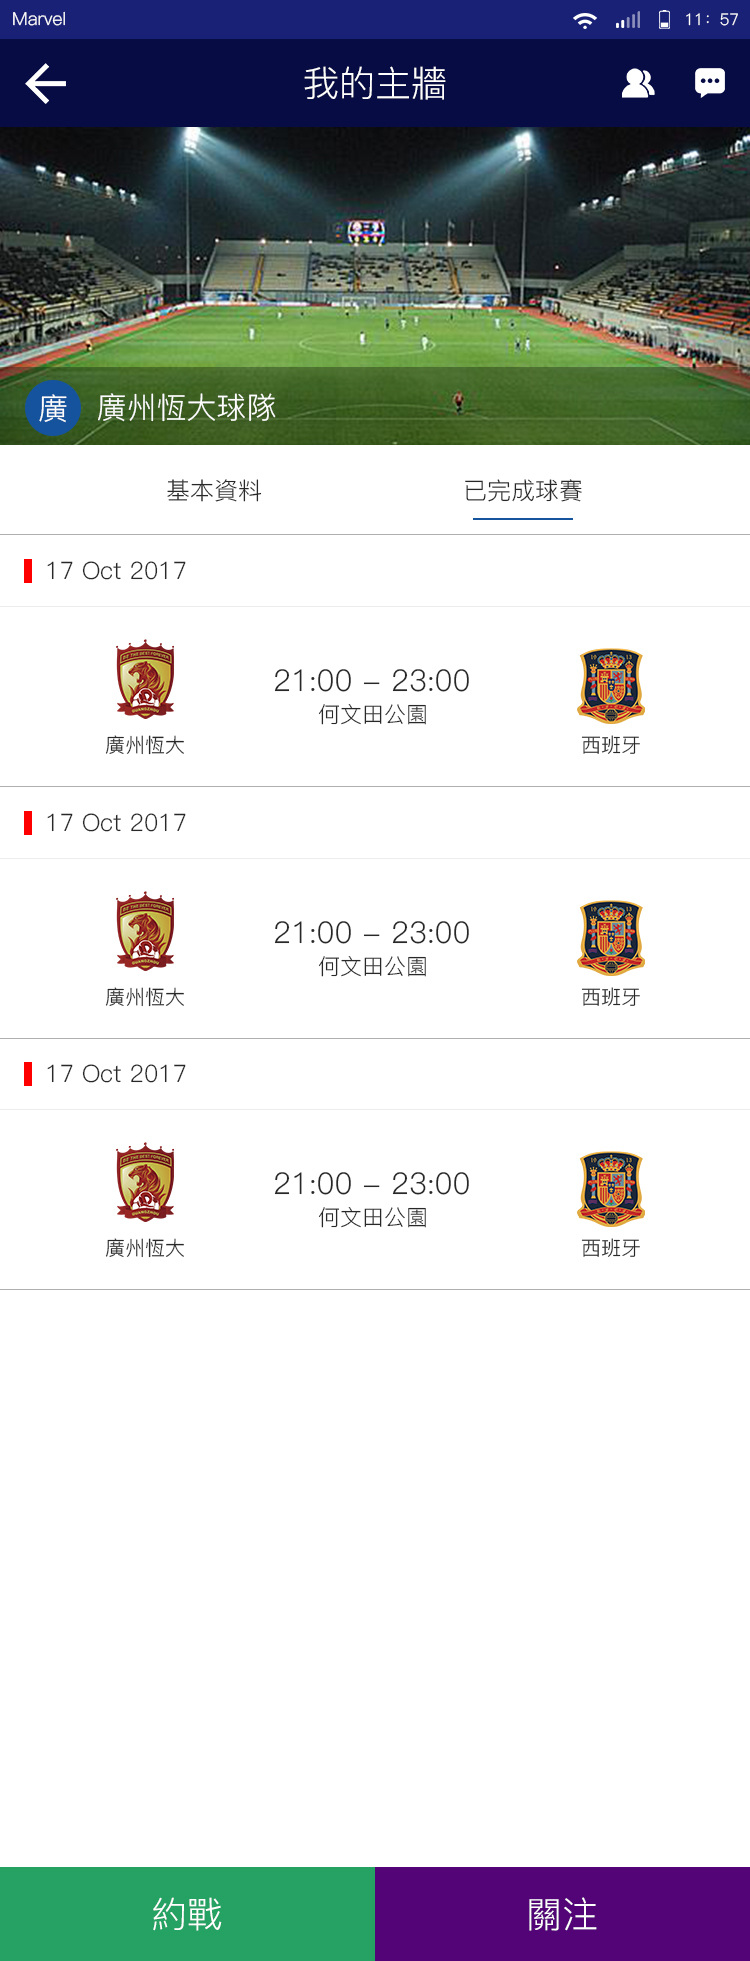 Marvel
11: 57
我的主牆
廣 廣州恆大球隊
基本資料 已完成球賽
17 Oct 2017
21:00 – 23:00
何文田公園
廣州恆大 西班牙
17 Oct 2017
21:00 – 23:00
何文田公園
廣州恆大 西班牙
17 Oct 2017
21:00 – 23:00
何文田公園
廣州恆大 西班牙
約戰 關注